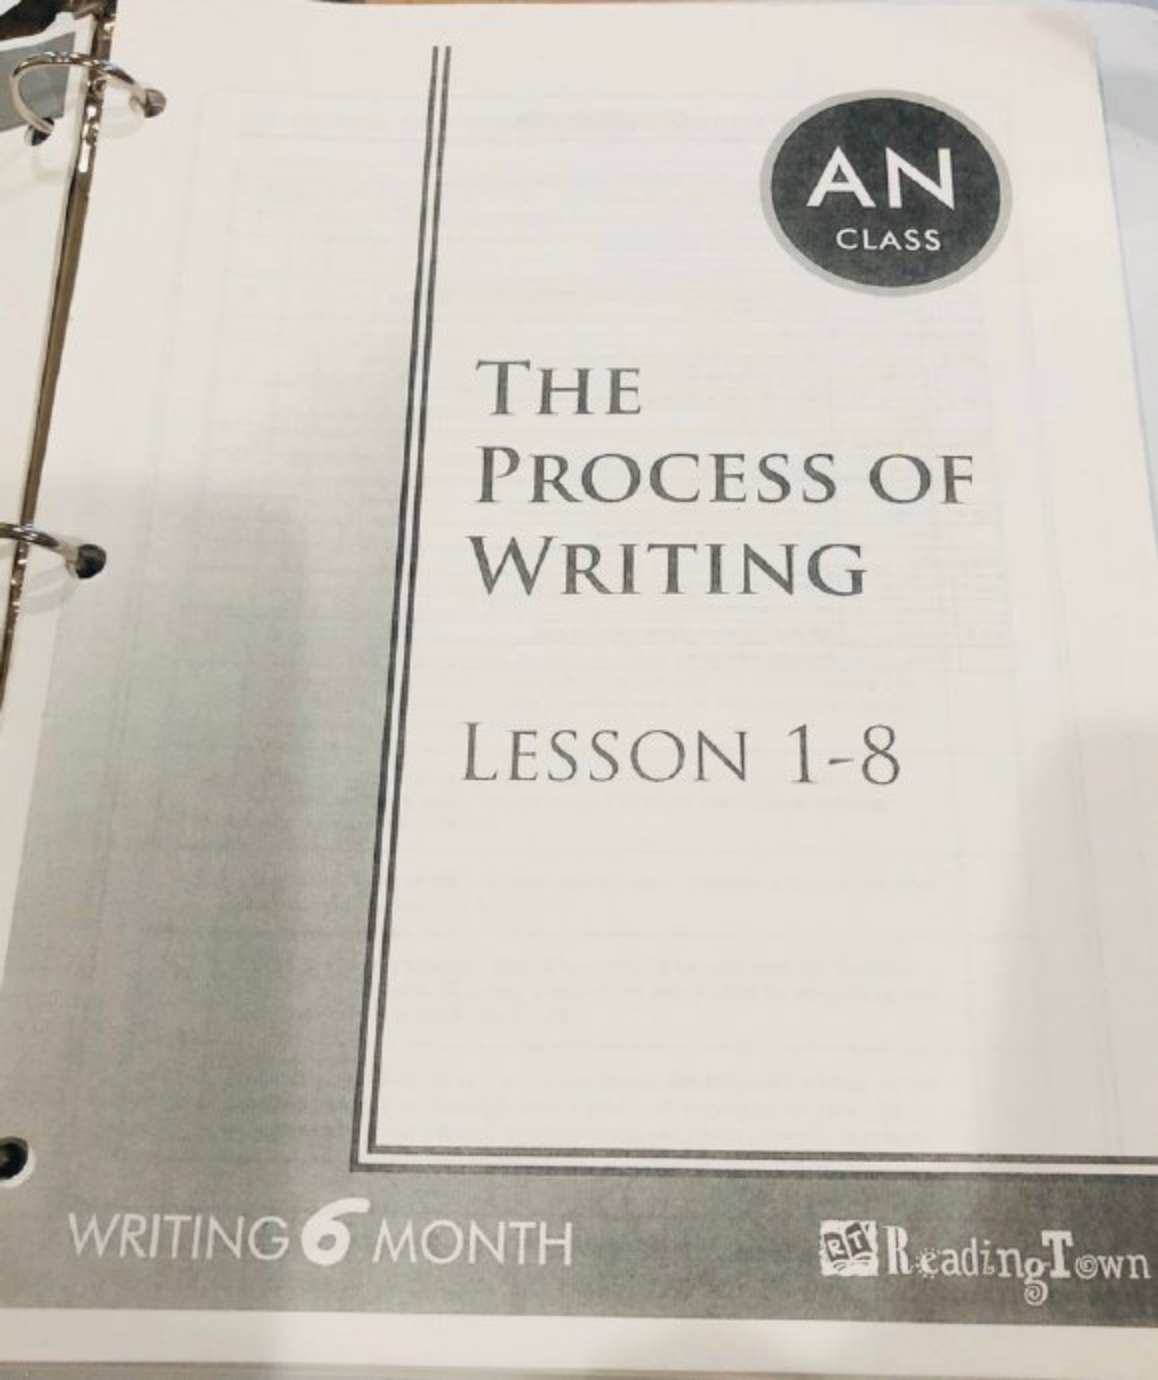 AN
CLASS
THE
PROCESS OF
WRITING
LESSON 1-8
WRITING 6 MONTH
RT ReadingTown